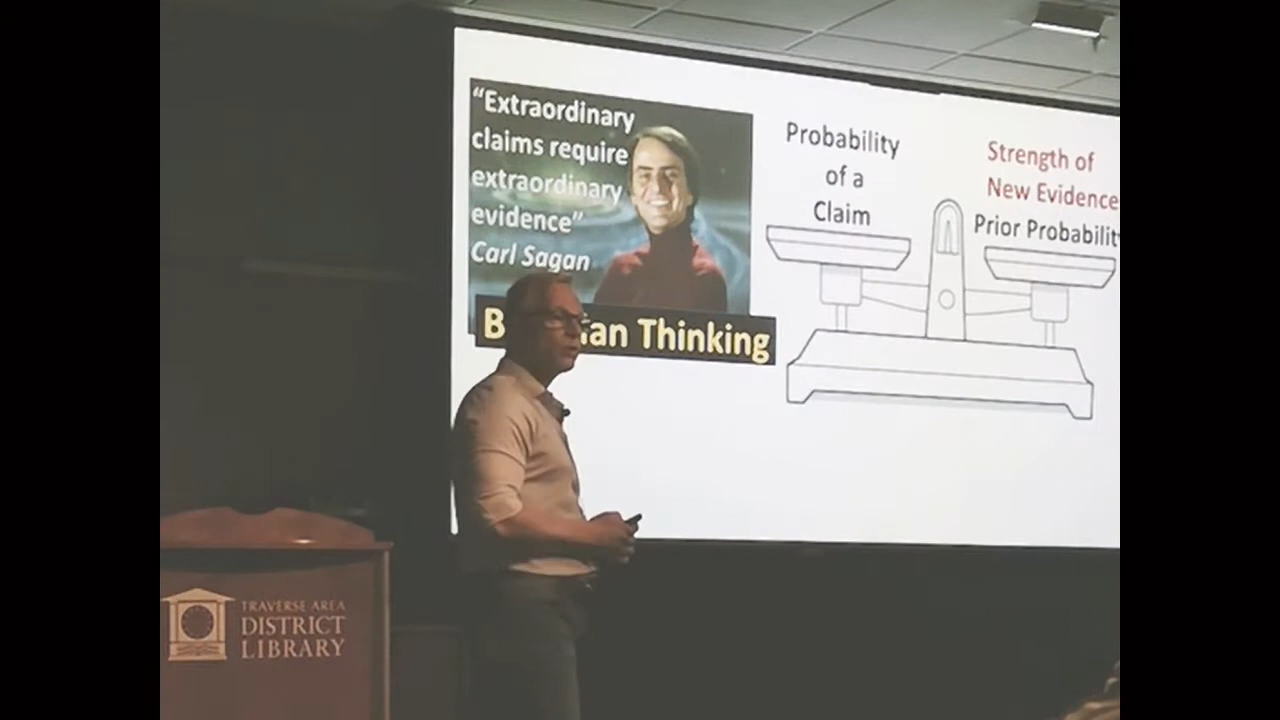 “Extraordinary
claims require
extraordinary
evidence”
Carl Sagan
Thinking
Probability
of a
Claim
Strength of
New Evidence
Prior
TRAVERSE AREA
DISTRICT
LIBRARY